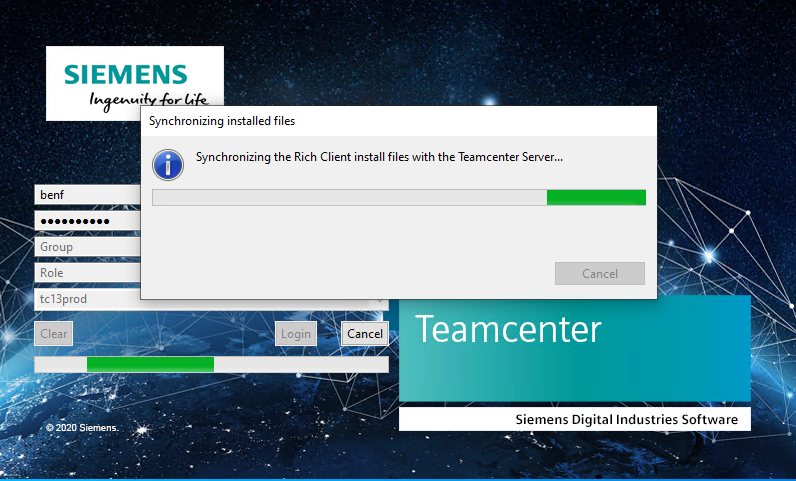 SIEMENS
Ingenuity for life
Synchronizing installed files
Synchronizing the Rich Client install files with the Teamcenter Server...
benf
●●●●●●●●●●
Group
Role
tc13prod
Cancel
Clear
Login
Cancel
Teamcenter
Siemens Digital Industries Software
© 2020 Siemens.